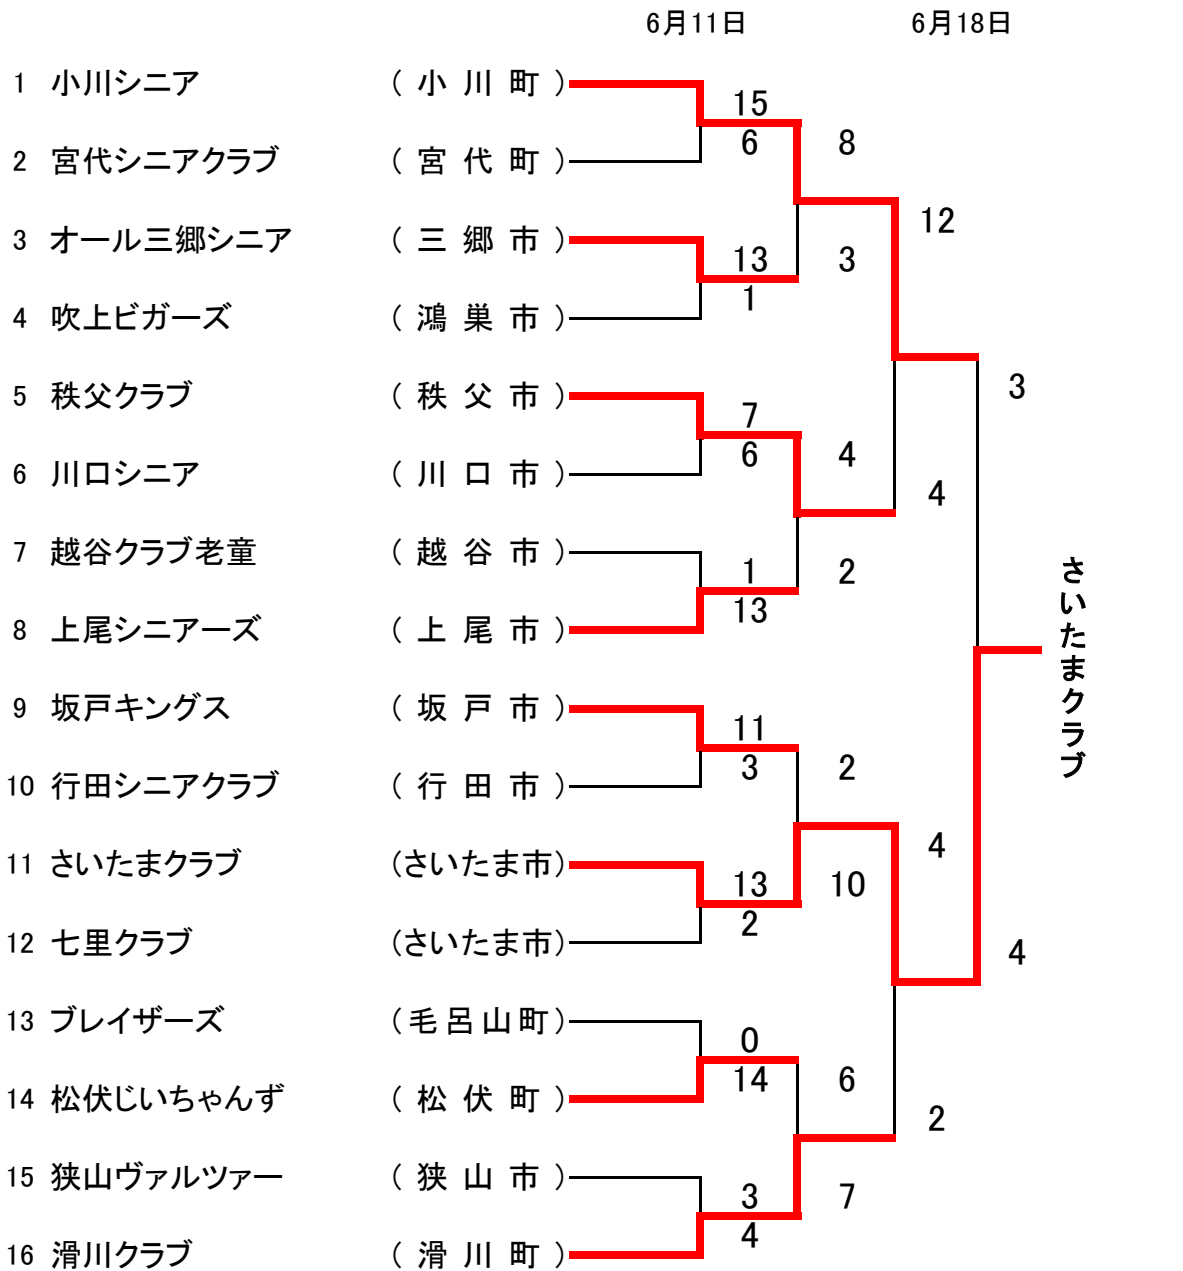 6月11日 6月18日
1 小川シニア (小川町)
15
6
8
2 宮代シニアクラブ (宮代町)
12
3 オール三郷シニア (三郷市)
13
1
3
4 吹上ビガーズ (鴻巣市)
3
5 秩父クラブ (秩父市)
7
6
4
6 川口シニア (川口市)
4
7 越谷クラブ老童 (越谷市)
1
13
2
8 上尾シニアーズ (上尾市)
さいたまクラブ
9 坂戸キングス (坂戸市)
11
3
2
10 行田シニアクラブ (行田市)
4
11 さいたまクラブ (さいたま市)
13
2
10
12 七里クラブ (さいたま市)
4
13 ブレイザーズ (毛呂山町)
0
14
6
14 松伏じいちゃんず (松伏町)
2
15 狭山ヴァルツァー (狭山市)
3
4
7
16 滑川クラブ (滑川町)